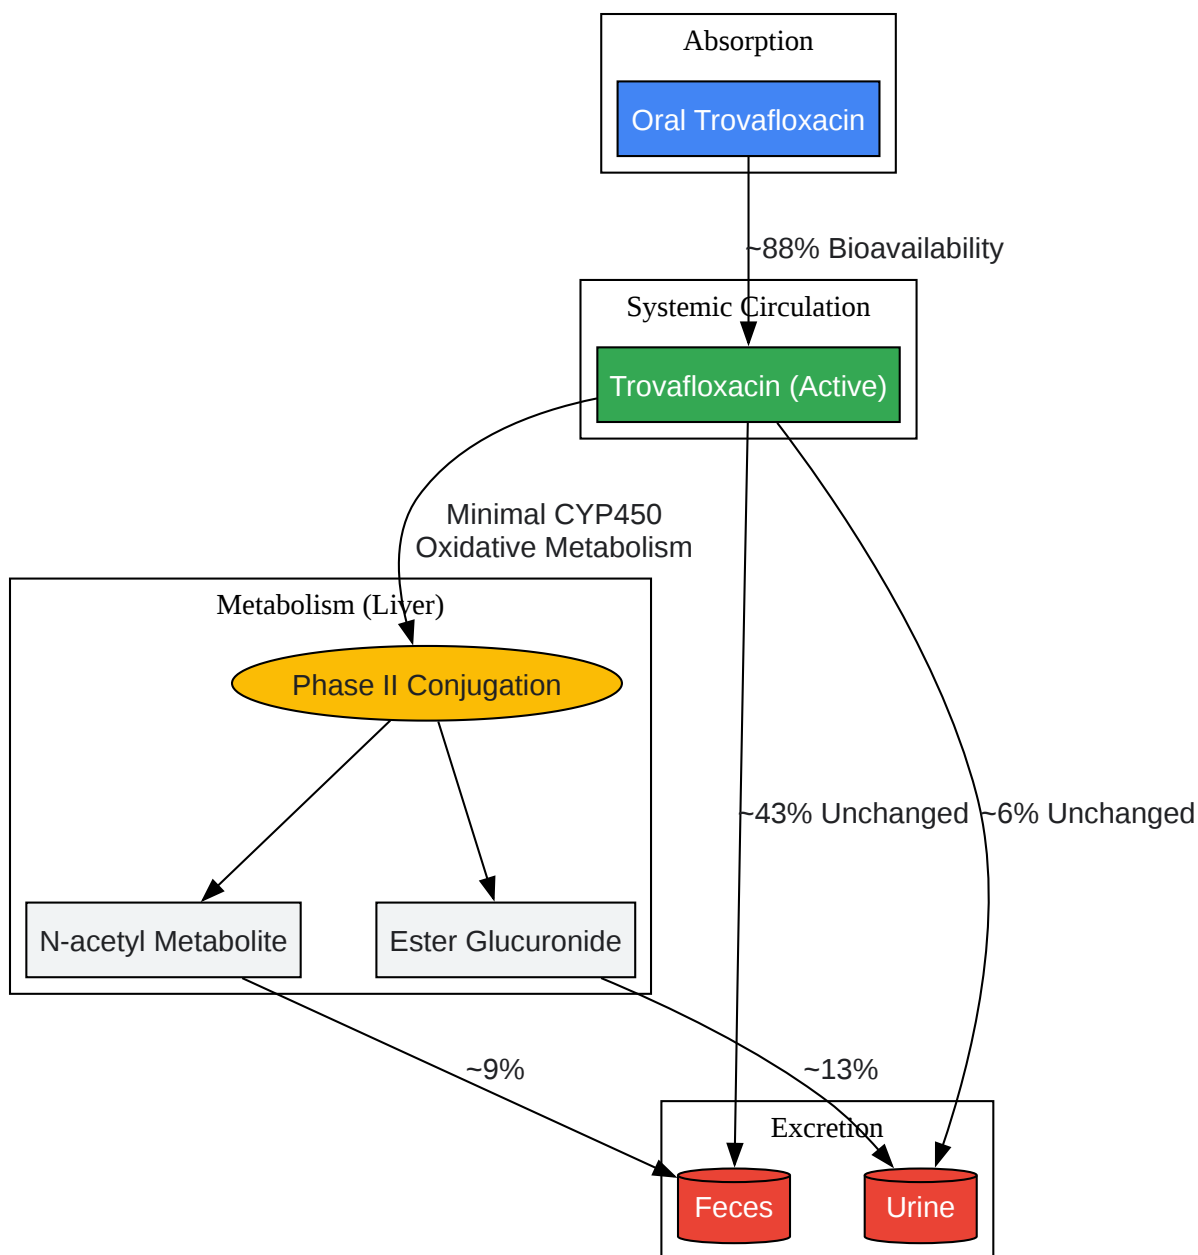 Absorption
Oral Trovafloxacin
~88% Bioavailability
Systemic Circulation
Trovafloxacin (Active)
Minimal CYP450
Oxidative Metabolism
Metabolism (Liver)
Phase II Conjugation
~43% Unchanged
~6% Unchanged
N-acetyl Metabolite
Ester Glucuronide
~9%
~13%
Excretion
Feces
Urine